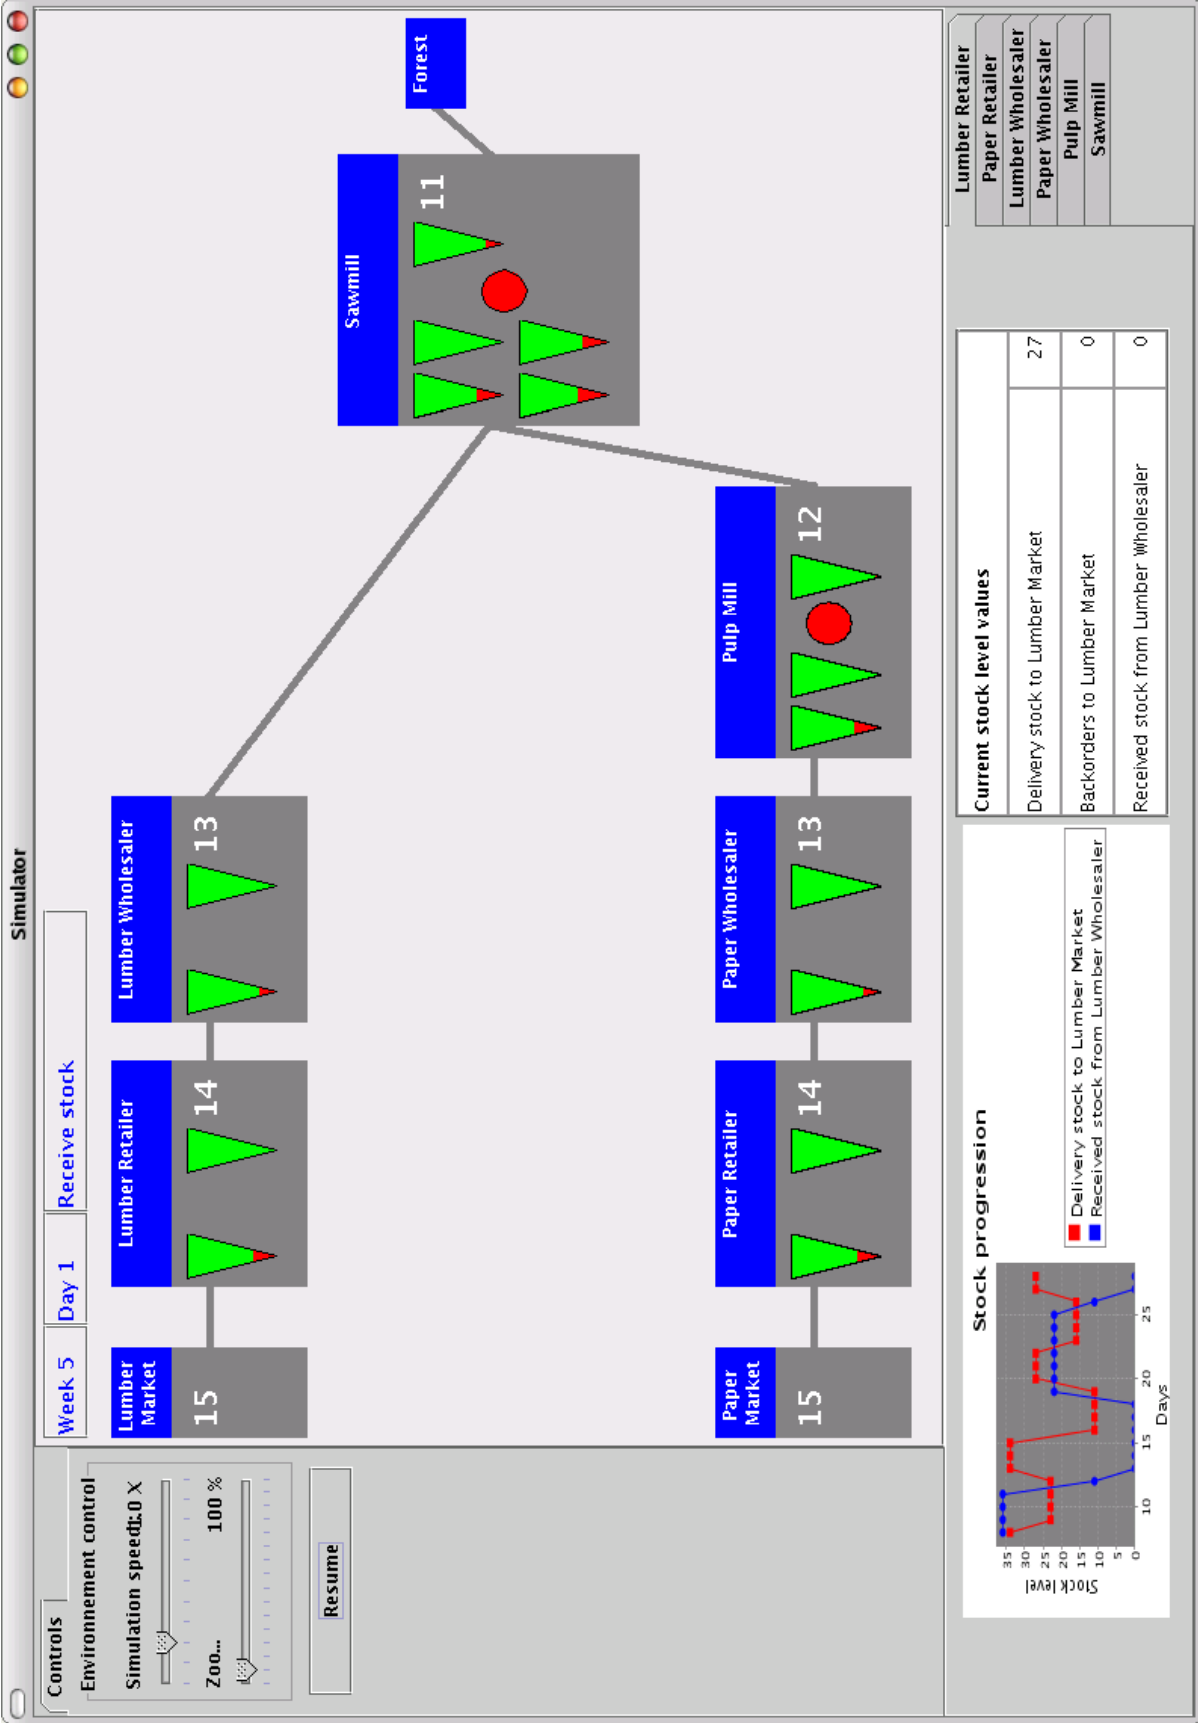 Simulator
Controls
Environnement control
Simulation speed:
1.0 X
Zoo...
100 %
Resume
Week 5
Day 1
Receive stock
Lumber
Market
15
Lumber Retailer
14
Lumber Wholesaler
13
Sawmill
11
Forest
Paper
Market
15
Paper Retailer
14
Paper Wholesaler
13
Pulp Mill
12
Stock progression
Stock level
35
30
25
20
15
10
5
0
10
15
20
25
Days
Delivery stock to Lumber Market
Received stock from Lumber Wholesaler
Current stock level values
Delivery stock to Lumber Market 27
Backorders to Lumber Market 0
Received stock from Lumber Wholesaler 0
Lumber Retailer
Paper Retailer
Lumber Wholesaler
Paper Wholesaler
Pulp Mill
Sawmill